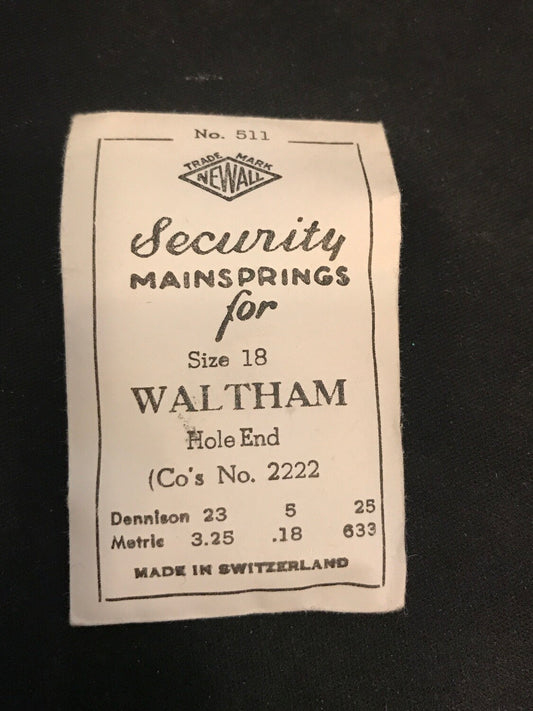 No. 511
TRADE MARK
NEWALL
Security
MAINSPRINGS
for
Size 18
WALTHAM
Hole End
(Co's No. 2222
Dennison 23 5 25
Metric 3.25 .18 633
MADE IN SWITZERLAND